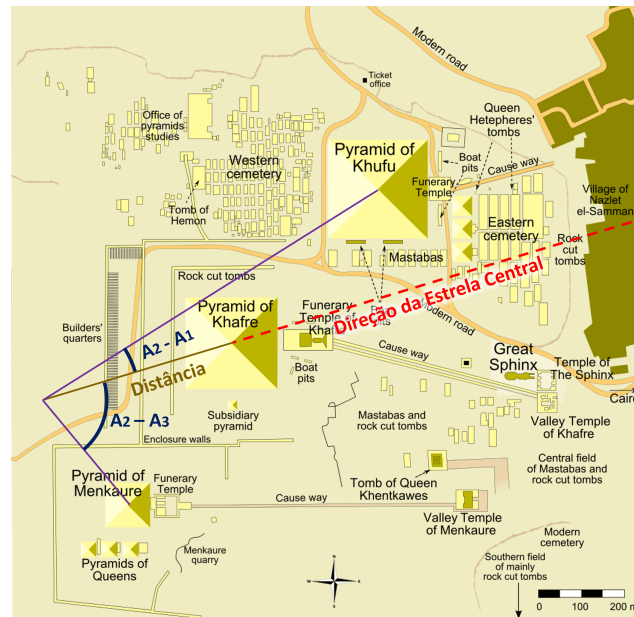 Modern road
Ticket
office
Office of
pyramids
studies
Queen
Hetepheres'
tombs
Western
cemetery
Pyramid of
Khufu
Boat
pits
Cause way
Funerary
Temple
Village of
Nazlet
el-Samman
Tomb of
Hemon
Eastern
cemetery
Rock
cut
tombs
Mastabas
Rock cut tombs
Direção da Estrela Central
Pyramid of
Khafre
Funerary
Temple of
Modern road
Builders'
quarters
A2 - A1
Distância
Boat
pits
Cause way
Great
Sphinx
Temple of
The Sphinx
Cairo
A2 – A3
Subsidiary
pyramid
Mastabas and
rock cut tombs
Valley Temple
of Khafre
Enclosure walls
Pyramid of
Menkaure
Funerary
Temple
Cause way
Tomb of Queen
Khentkawes
Central field
of Mastabas and
rock cut tombs
Valley Temple
of Menkaure
Pyramids
of Queens
Menkaure
quarry
Modern
cemetery
Southern field
of mainly
rock cut tombs
N
W
E
S
0 100 200 m